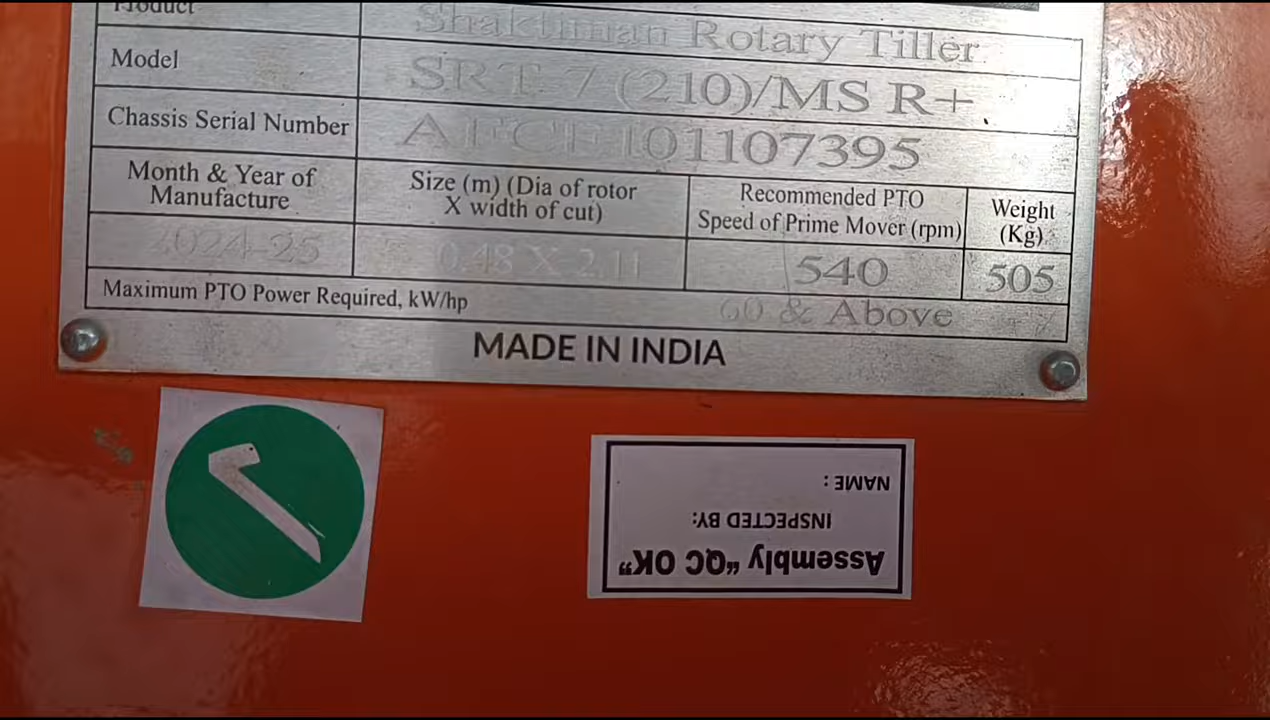 Product Shaktiman Rotary Tiller
Model SRT 7 (210)/MS R+
Chassis Serial Number 101107395
Month & Year of Manufacture
Size (m) (Dia of rotor X width of cut)
Recommended PTO Speed of Prime Mover (rpm)
Weight (Kg)
2024-25 0.48 X 2.11 540 505
Maximum PTO Power Required, kW/hp 60 & Above
MADE IN INDIA
Assembly "QC OK"
INSPECTED BY:
NAME :